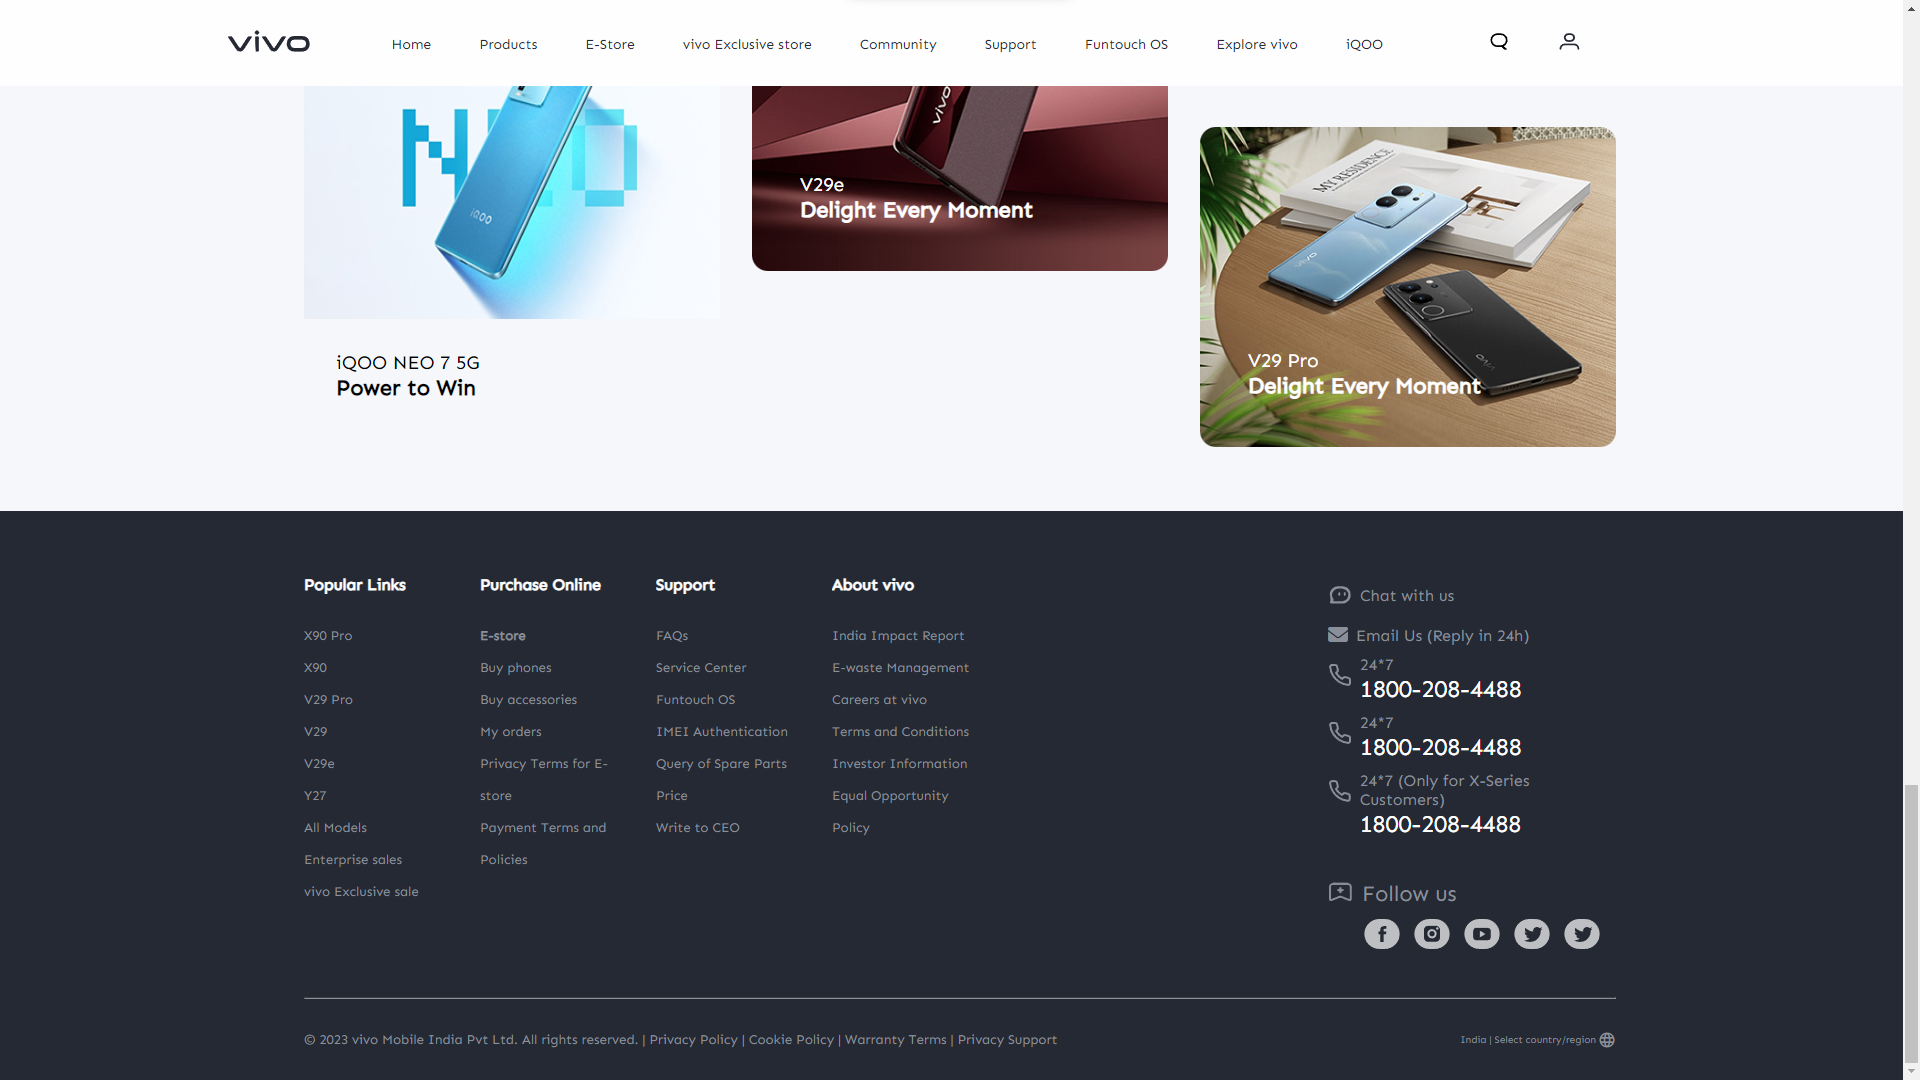 vivo Home Products E-Store vivo Exclusive store Community Support Funtouch OS Explore vivo iQOO
NEO
iQOO
iQOO NEO 7 5G
Power to Win
vivo
V29e
Delight Every Moment
MY RESIDENCE
vivo
vivo
V29 Pro
Delight Every Moment
Popular Links
X90 Pro
X90
V29 Pro
V29
V29e
Y27
All Models
Enterprise sales
vivo Exclusive sale
Purchase Online
E-store
Buy phones
Buy accessories
My orders
Privacy Terms for E-
store
Payment Terms and
Policies
Support
FAQs
Service Center
Funtouch OS
IMEI Authentication
Query of Spare Parts
Price
Write to CEO
About vivo
India Impact Report
E-waste Management
Careers at vivo
Terms and Conditions
Investor Information
Equal Opportunity
Policy
Chat with us
Email Us (Reply in 24h)
24*7
1800-208-4488
24*7
1800-208-4488
24*7 (Only for X-Series
Customers)
1800-208-4488
Follow us
© 2023 vivo Mobile India Pvt Ltd. All rights reserved. | Privacy Policy | Cookie Policy | Warranty Terms | Privacy Support
India | Select country/region